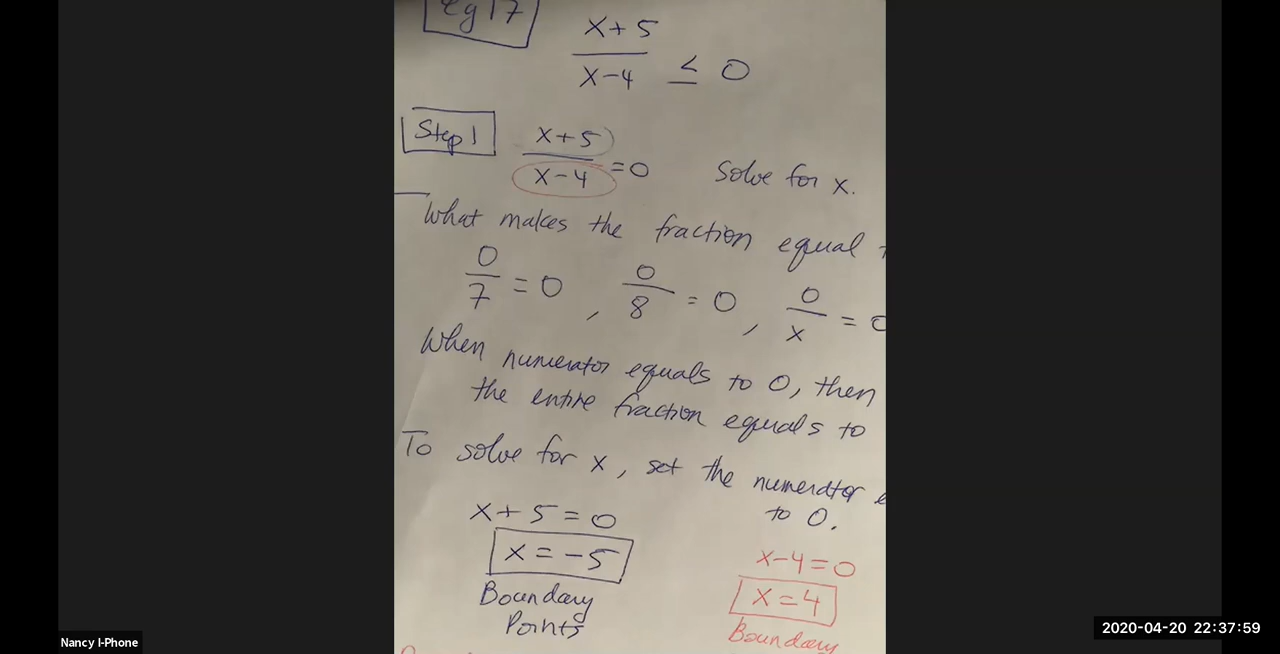 eg 17
x+5
x-4 ≤ 0
Step 1
x+5
x-4 =0 Solve for x.
What makes the fraction equal
0/7 = 0 , 0/8 = 0 , 0/x = 0
When numerator equals to 0, then
the entire fraction equals to
To solve for x, set the numerator
to 0.
x+5=0
x=-5
Boundary
Points
x-4=0
x=4
Boundary
Nancy I-Phone
2020-04-20 22:37:59